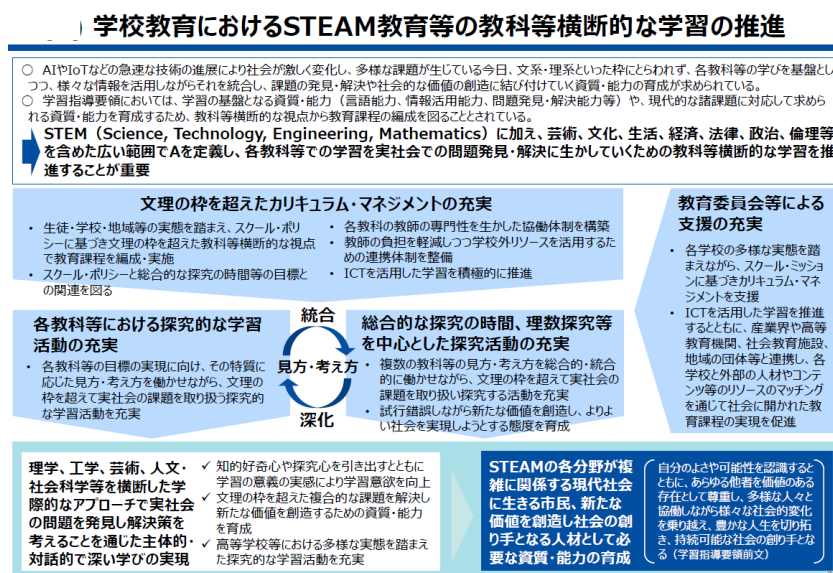 学校教育におけるSTEAM教育等の教科等横断的な学習の推進
○ AIやIoTなどの急速な技術の進展により社会が激しく変化し、多様な課題が生じている今日、文系・理系といった枠にとらわれず、各教科等の学びを基盤とし
つつ、様々な情報を活用しながらそれを統合し、課題の発見・解決や社会的な価値の創造に結び付けていく資質・能力の育成が求められている。
○ 学習指導要領においては、学習の基盤となる資質・能力（言語能力、情報活用能力、問題発見・解決能力等）や、現代的な諸課題に対応して求めら
れる資質・能力を育成するため、教科等横断的な視点から教育課程の編成を図ることとされている。
STEM（Science, Technology, Engineering, Mathematics）に加え、芸術、文化、生活、経済、法律、政治、倫理等
を含めた広い範囲でAを定義し、各教科等での学習を実社会での問題発見・解決に生かしていくための教科等横断的な学習を推
進することが重要
文理の枠を超えたカリキュラム・マネジメントの充実
・ 生徒・学校・地域等の実態を踏まえ、スクール・ポリ
シーに基づき文理の枠を超えた教科等横断的な視点
で教育課程を編成・実施
・ スクール・ポリシーと総合的な探究の時間等の目標と
の関連を図る
・ 各教科の教師の専門性を生かした協働体制を構築
・ 教師の負担を軽減しつつ学校外リソースを活用するた
めの連携体制を整備
・ ICTを活用した学習を積極的に推進
教育委員会等による
支援の充実
・ 各学校の多様な実態を踏
まえながら、スクール・ミッショ
ンに基づきカリキュラム・マネ
ジメントを支援
・ ICTを活用した学習を推進
するとともに、産業界や高等
教育機関、社会教育施設、
地域の団体等と連携し、各
学校と外部の人材やコンテ
ンツ等のリソースのマッチング
を通じて社会に開かれた教
育課程の実現を促進
各教科等における探究的な学習
活動の充実
・ 各教科等の目標の実現に向け、その特質に
応じた見方・考え方を働かせながら、文理の
枠を超えて実社会の課題を取り扱う探究的
な学習活動を充実
統合
見方・考え方
深化
総合的な探究の時間、理数探究等
を中心とした探究活動の充実
・ 複数の教科等の見方・考え方を総合的・統合
的に働かせながら、文理の枠を超えて実社会の
課題を取り扱い探究する活動を充実
・ 試行錯誤しながら新たな価値を創造し、よりよ
い社会を実現しようとする態度を育成
理学、工学、芸術、人文・
社会科学等を横断した学
際的なアプローチで実社会
の問題を発見し解決策を
考えることを通じた主体的・
対話的で深い学びの実現
✓ 知的好奇心や探究心を引き出すとともに
学習の意義の実感により学習意欲を向上
✓ 文理の枠を超えた複合的な課題を解決し
新たな価値を創造するための資質・能力
を育成
✓ 高等学校等における多様な実態を踏まえ
た探究的な学習活動を充実
STEAMの各分野が複
雑に関係する現代社会
に生きる市民、新たな
価値を創造し社会の創
り手となる人材として必
要な資質・能力の育成
自分のよさや可能性を認識すると
ともに、あらゆる他者を価値のある
存在として尊重し、多様な人々と
協働しながら様々な社会的変化
を乗り越え、豊かな人生を切り拓
き、持続可能な社会の創り手とな
る（学習指導要領前文）